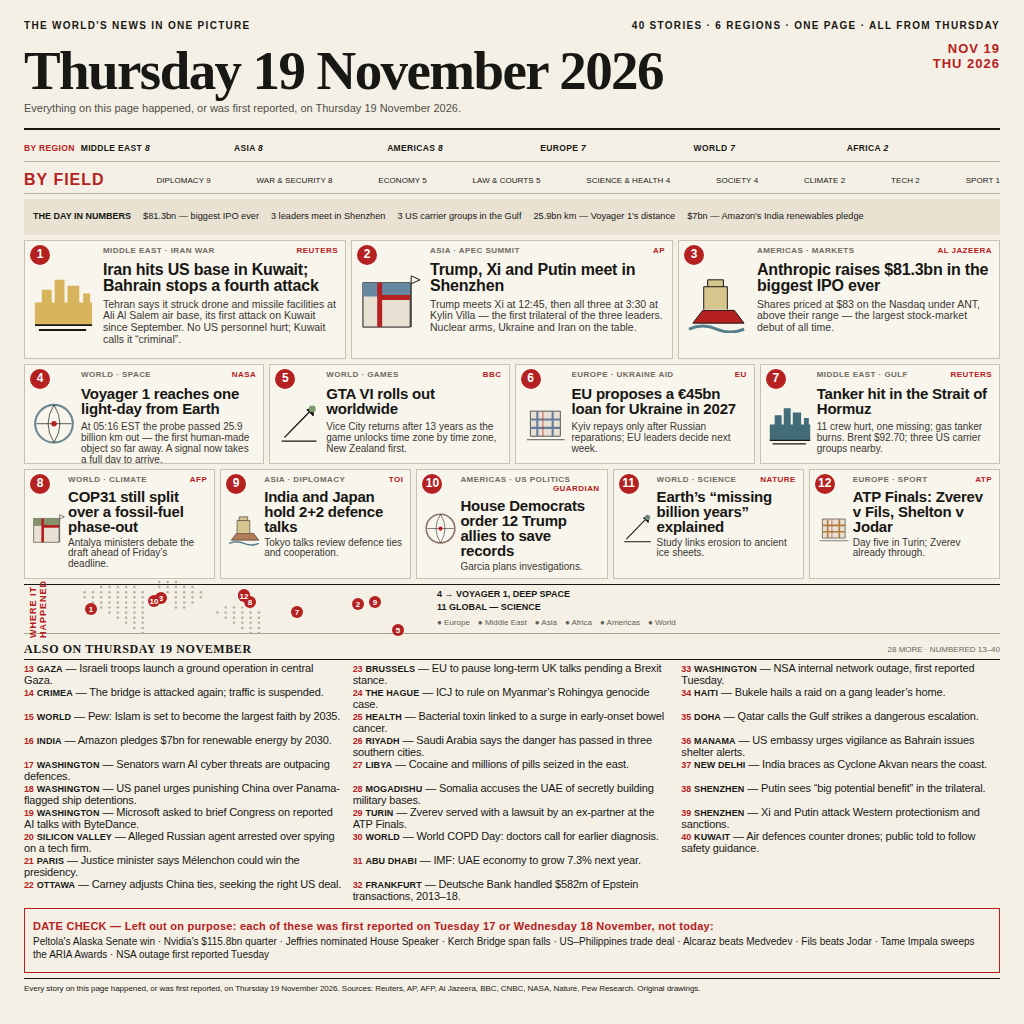 THE WORLD'S NEWS IN ONE PICTURE
40 STORIES · 6 REGIONS · ONE PAGE · ALL FROM THURSDAY
Thursday 19 November 2026
NOV 19
THU 2026
Everything on this page happened, or was first reported, on Thursday 19 November 2026.
BY REGION MIDDLE EAST 8 ASIA 8 AMERICAS 8 EUROPE 7 WORLD 7 AFRICA 2
BY FIELD DIPLOMACY 9 WAR & SECURITY 8 ECONOMY 5 LAW & COURTS 5 SCIENCE & HEALTH 4 SOCIETY 4 CLIMATE 2 TECH 2 SPORT 1
THE DAY IN NUMBERS $81.3bn — biggest IPO ever 3 leaders meet in Shenzhen 3 US carrier groups in the Gulf 25.9bn km — Voyager 1's distance $7bn — Amazon's India renewables pledge
1
MIDDLE EAST · IRAN WAR REUTERS
Iran hits US base in Kuwait;
Bahrain stops a fourth attack
Tehran says it struck drone and missile facilities at
Ali Al Salem air base, its first attack on Kuwait
since September. No US personnel hurt; Kuwait
calls it “criminal”.
2
ASIA · APEC SUMMIT AP
Trump, Xi and Putin meet in
Shenzhen
Trump meets Xi at 12:45, then all three at 3:30 at
Kylin Villa — the first trilateral of the three leaders.
Nuclear arms, Ukraine and Iran on the table.
3
AMERICAS · MARKETS AL JAZEERA
Anthropic raises $81.3bn in the
biggest IPO ever
Shares priced at $83 on the Nasdaq under ANT,
above their range — the largest stock-market
debut of all time.
4
WORLD · SPACE NASA
Voyager 1 reaches one
light-day from Earth
At 05:16 EST the probe passed 25.9
billion km out — the first human-made
object so far away. A signal now takes
a full day to arrive.
5
WORLD · GAMES BBC
GTA VI rolls out
worldwide
Vice City returns after 13 years as the
game unlocks time zone by time zone,
New Zealand first.
6
EUROPE · UKRAINE AID EU
EU proposes a €45bn
loan for Ukraine in 2027
Kyiv repays only after Russian
reparations; EU leaders decide next
week.
7
MIDDLE EAST · GULF REUTERS
Tanker hit in the Strait of
Hormuz
11 crew hurt, one missing; gas tanker
burns. Brent $92.70; three US carrier
groups nearby.
8
WORLD · CLIMATE AFP
COP31 still split
over a fossil-fuel
phase-out
Antalya ministers debate the
draft ahead of Friday’s
deadline.
9
ASIA · DIPLOMACY TOI
India and Japan
hold 2+2 defence
talks
Tokyo talks review defence ties
and cooperation.
10
AMERICAS · US POLITICS
GUARDIAN
House Democrats
order 12 Trump
allies to save
records
Garcia plans investigations.
11
WORLD · SCIENCE NATURE
Earth’s “missing
billion years”
explained
Study links erosion to ancient
ice sheets.
12
EUROPE · SPORT ATP
ATP Finals: Zverev
v Fils, Shelton v
Jodar
Day five in Turin; Zverev
already through.
WHERE IT
HAPPENED
1
10
3
12
8
7
2
9
5
4 → VOYAGER 1, DEEP SPACE
11 GLOBAL — SCIENCE
● Europe ● Middle East ● Asia ● Africa ● Americas ● World
ALSO ON THURSDAY 19 NOVEMBER
28 MORE · NUMBERED 13–40
13 GAZA — Israeli troops launch a ground operation in central
Gaza.
14 CRIMEA — The bridge is attacked again; traffic is suspended.
15 WORLD — Pew: Islam is set to become the largest faith by 2035.
16 INDIA — Amazon pledges $7bn for renewable energy by 2030.
17 WASHINGTON — Senators warn AI cyber threats are outpacing
defences.
18 WASHINGTON — US panel urges punishing China over Panama-
flagged ship detentions.
19 WASHINGTON — Microsoft asked to brief Congress on reported
AI talks with ByteDance.
20 SILICON VALLEY — Alleged Russian agent arrested over spying
on a tech firm.
21 PARIS — Justice minister says Mélenchon could win the
presidency.
22 OTTAWA — Carney adjusts China ties, seeking the right US deal.
23 BRUSSELS — EU to pause long-term UK talks pending a Brexit
stance.
24 THE HAGUE — ICJ to rule on Myanmar’s Rohingya genocide
case.
25 HEALTH — Bacterial toxin linked to a surge in early-onset bowel
cancer.
26 RIYADH — Saudi Arabia says the danger has passed in three
southern cities.
27 LIBYA — Cocaine and millions of pills seized in the east.
28 MOGADISHU — Somalia accuses the UAE of secretly building
military bases.
29 TURIN — Zverev served with a lawsuit by an ex-partner at the
ATP Finals.
30 WORLD — World COPD Day: doctors call for earlier diagnosis.
31 ABU DHABI — IMF: UAE economy to grow 7.3% next year.
32 FRANKFURT — Deutsche Bank handled $582m of Epstein
transactions, 2013–18.
33 WASHINGTON — NSA internal network outage, first reported
Tuesday.
34 HAITI — Bukele hails a raid on a gang leader’s home.
35 DOHA — Qatar calls the Gulf strikes a dangerous escalation.
36 MANAMA — US embassy urges vigilance as Bahrain issues
shelter alerts.
37 NEW DELHI — India braces as Cyclone Akvan nears the coast.
38 SHENZHEN — Putin sees “big potential benefit” in the trilateral.
39 SHENZHEN — Xi and Putin attack Western protectionism and
sanctions.
40 KUWAIT — Air defences counter drones; public told to follow
safety guidance.
DATE CHECK — Left out on purpose: each of these was first reported on Tuesday 17 or Wednesday 18 November, not today:
Peltola's Alaska Senate win · Nvidia's $115.8bn quarter · Jeffries nominated House Speaker · Kerch Bridge span falls · US–Philippines trade deal · Alcaraz beats Medvedev · Fils beats Jodar · Tame Impala sweeps
the ARIA Awards · NSA outage first reported Tuesday
Every story on this page happened, or was first reported, on Thursday 19 November 2026. Sources: Reuters, AP, AFP, Al Jazeera, BBC, CNBC, NASA, Nature, Pew Research. Original drawings.